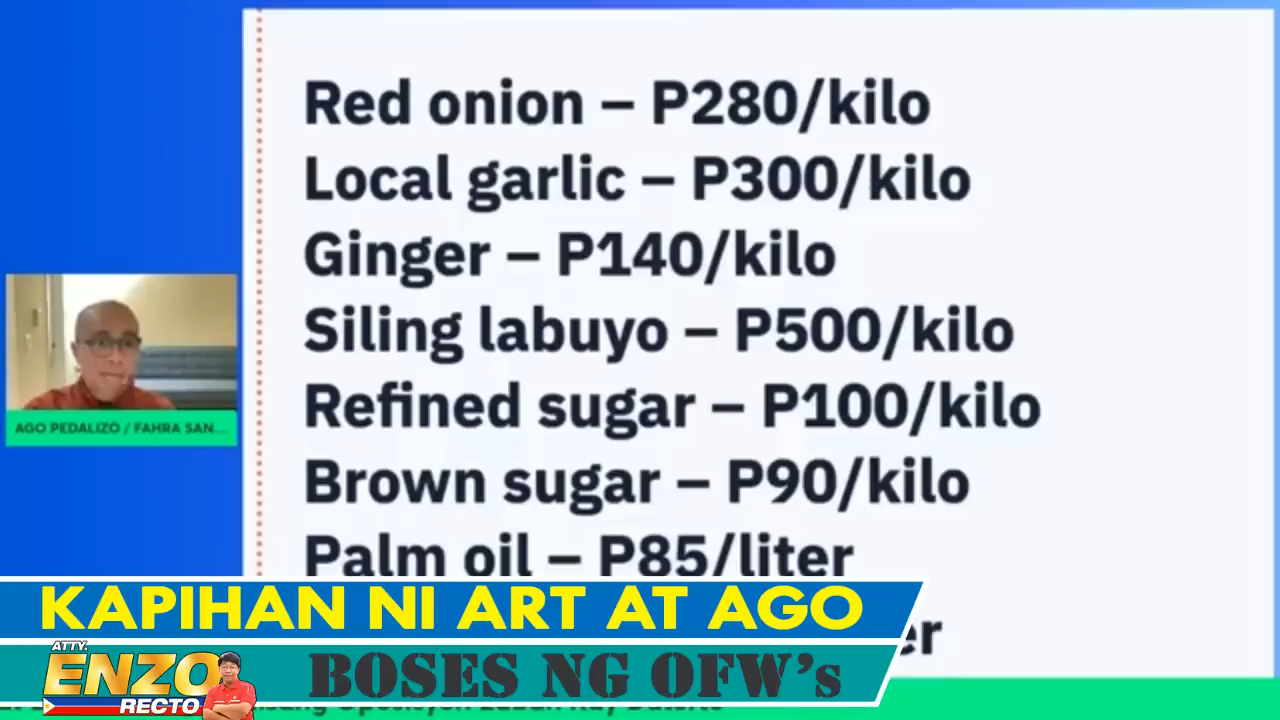 Red onion – P280/kilo
Local garlic – P300/kilo
Ginger – P140/kilo
Siling labuyo – P500/kilo
Refined sugar – P100/kilo
Brown sugar – P90/kilo
Palm oil – P85/liter
er
AGO PEDALIZO / FAHRA SAN...
KAPIHAN NI ART AT AGO
ATTY.
ENZO
RECTO
BOSES NG OFW's